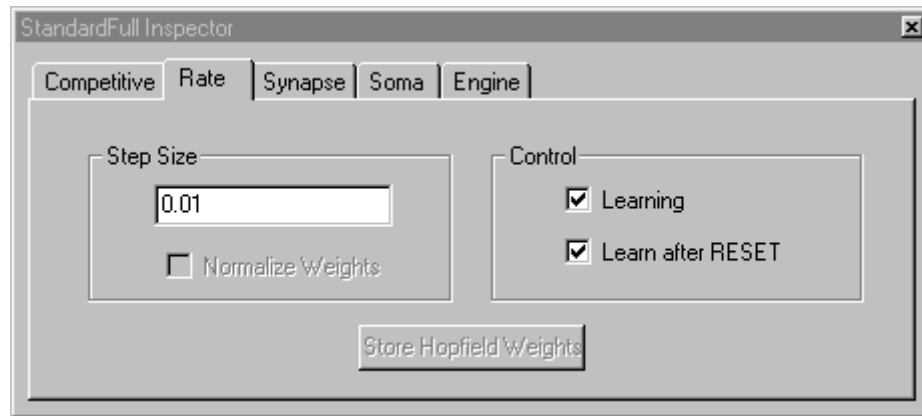 StandardFull Inspector
Competitive Rate Synapse Soma Engine
Step Size
0.01
Normalize Weights
Control
Learning
Learn after RESET
Store Hopfield Weights